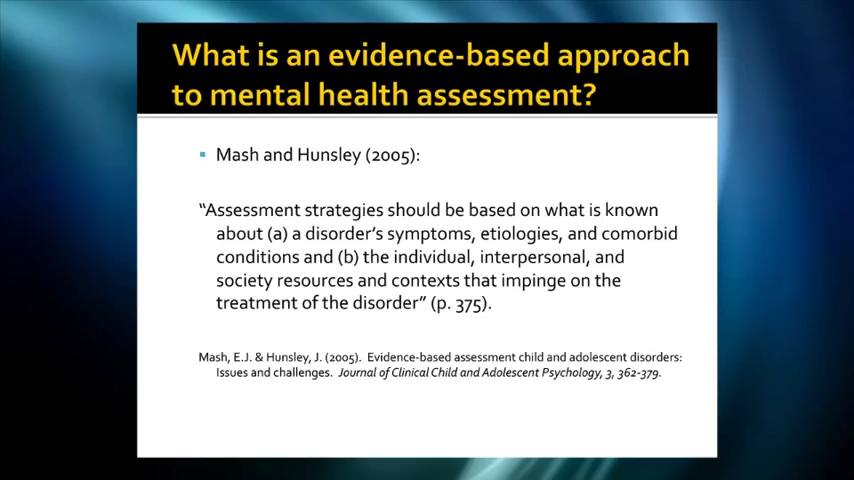 What is an evidence-based approach
to mental health assessment?
Mash and Hunsley (2005):
“Assessment strategies should be based on what is known
about (a) a disorder’s symptoms, etiologies, and comorbid
conditions and (b) the individual, interpersonal, and
society resources and contexts that impinge on the
treatment of the disorder” (p. 375).
Mash, E.J. & Hunsley, J. (2005). Evidence-based assessment child and adolescent disorders:
Issues and challenges. Journal of Clinical Child and Adolescent Psychology, 3, 362-379.